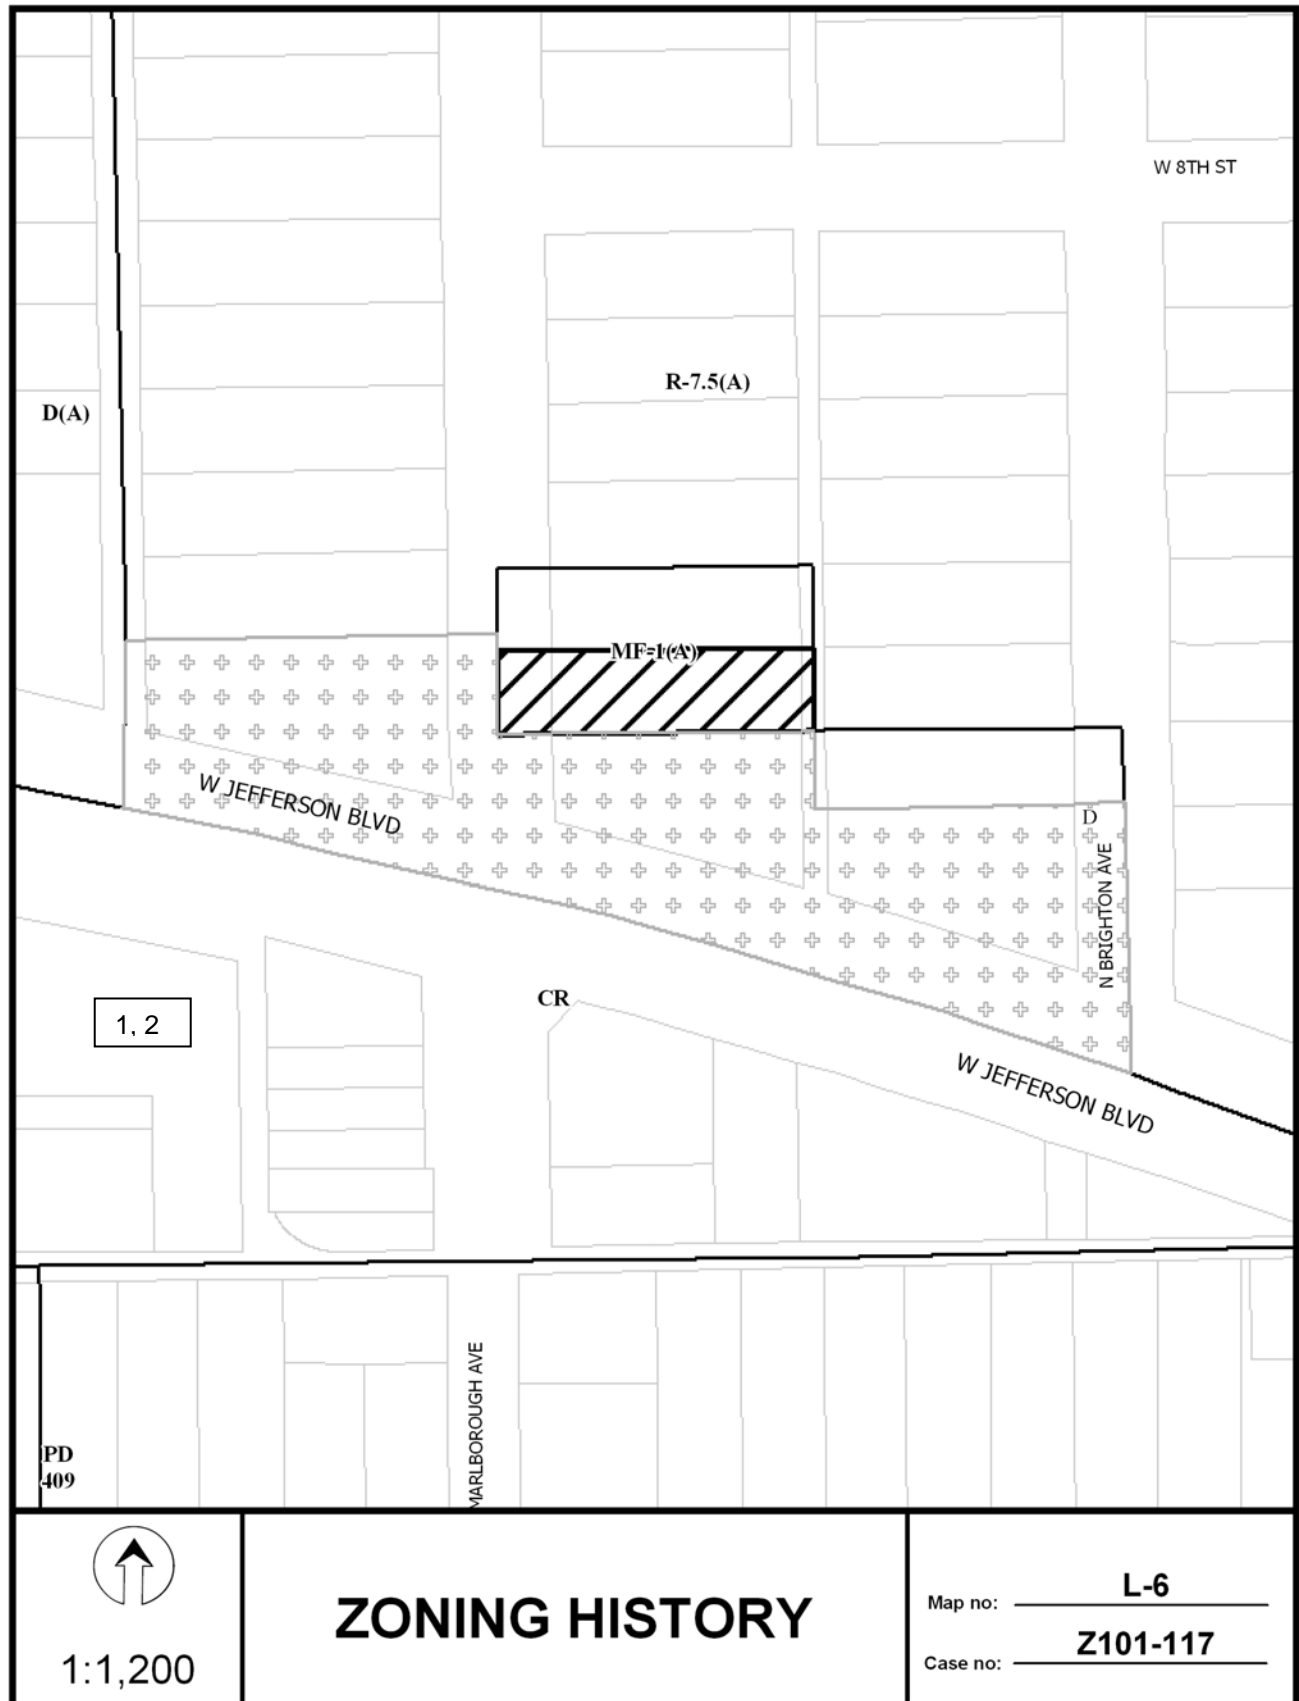 W 8TH ST
R-7.5(A)
D(A)
MF-1(A)
W JEFFERSON BLVD
D
N BRIGHTON AVE
CR
1, 2
W JEFFERSON BLVD
MARLBOROUGH AVE
PD
409
1:1,200
ZONING HISTORY
Map no: L-6
Case no: Z101-117